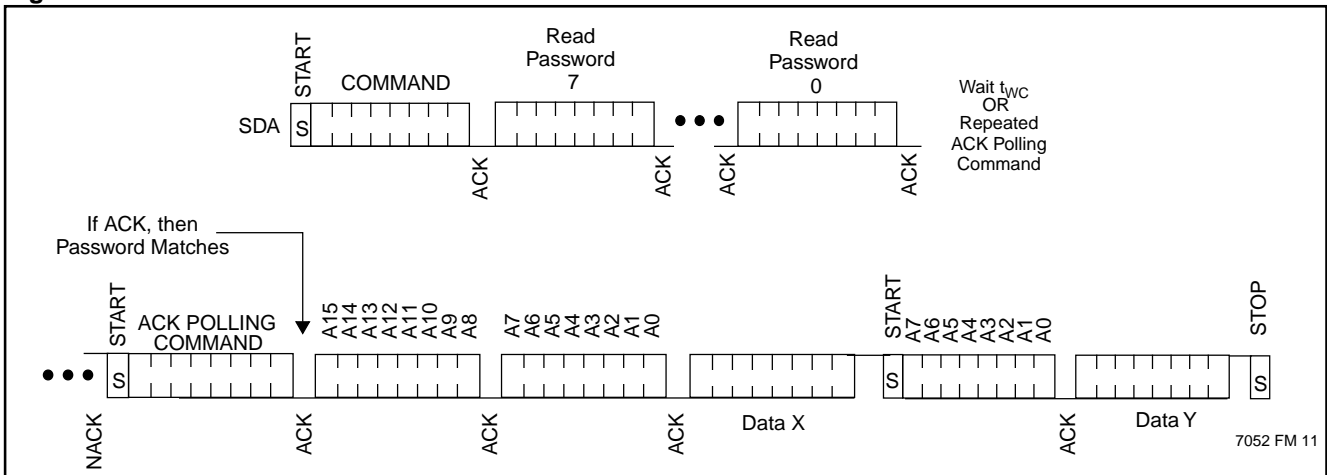 START
COMMAND
Read
Password
7
Read
Password
0
Wait tWC
OR
Repeated
ACK Polling
Command
SDA
S
ACK
ACK
ACK
ACK
If ACK, then
Password Matches
START
ACK POLLING
COMMAND
A15
A14
A13
A12
A11
A10
A9
A8
A7
A6
A5
A4
A3
A2
A1
A0
START
A7
A6
A5
A4
A3
A2
A1
A0
STOP
S
S
S
NACK
ACK
ACK
ACK
Data X
ACK
Data Y
7052 FM 11